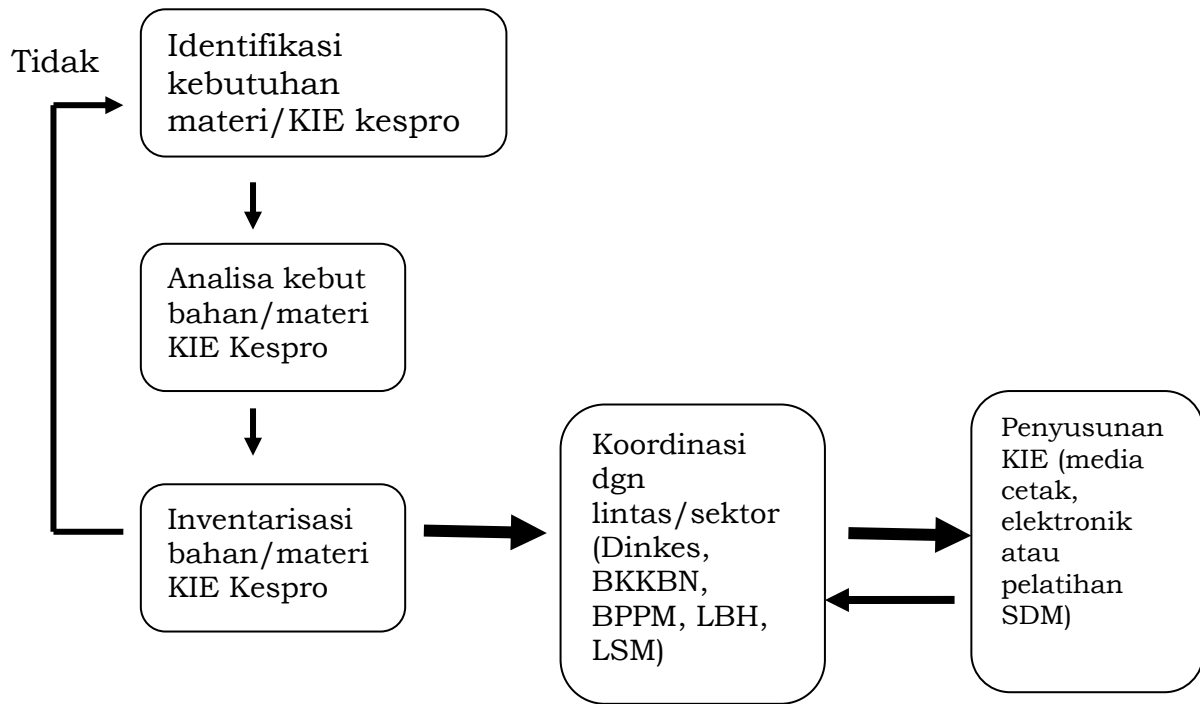 Tidak
Identifikasi
kebutuhan
materi/KIE kespro
Analisa kebut
bahan/materi
KIE Kespro
Inventarisasi
bahan/materi
KIE Kespro
Koordinasi
dgn
lintas/sektor
(Dinkes,
BKKBN,
BPPM, LBH,
LSM)
Penyusunan
KIE (media
cetak,
elektronik
atau
pelatihan
SDM)